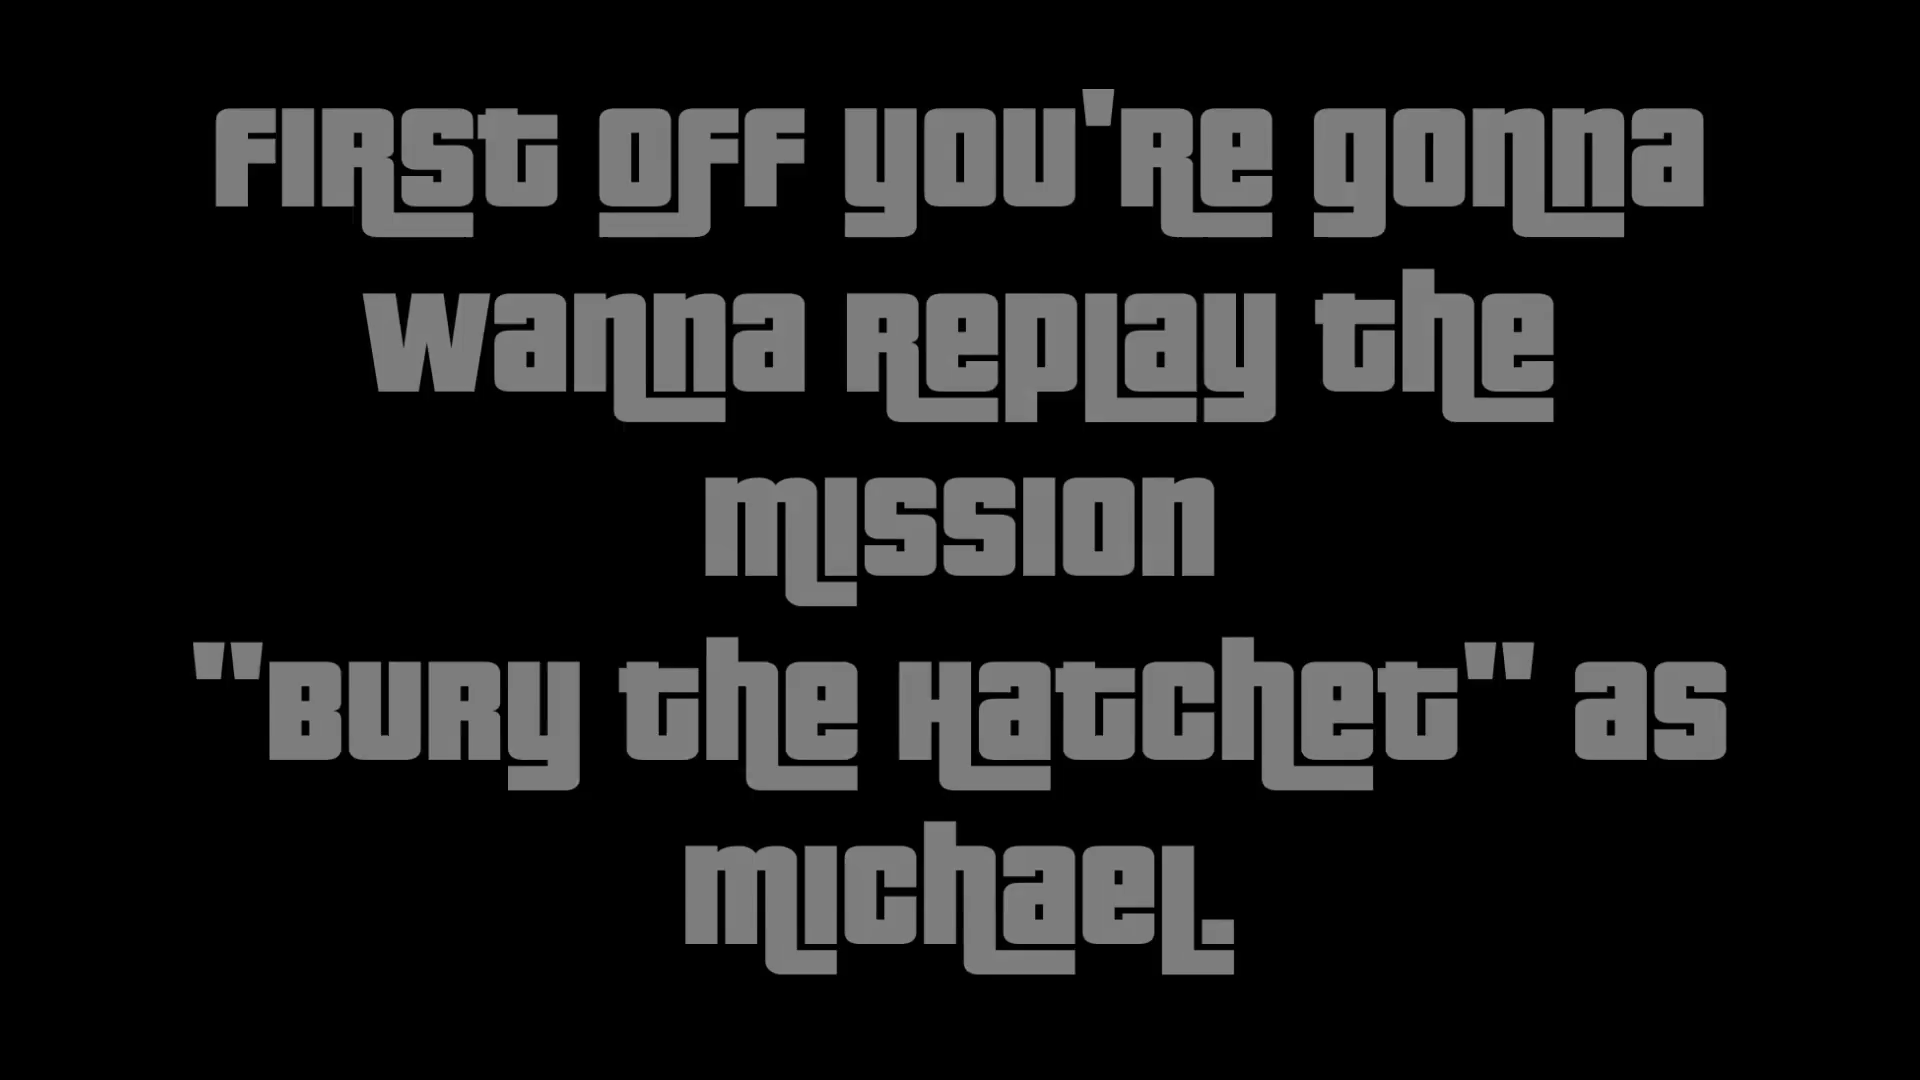 First off you're gonna
wanna replay the
mission
"Bury the Hatchet" as
Michael.